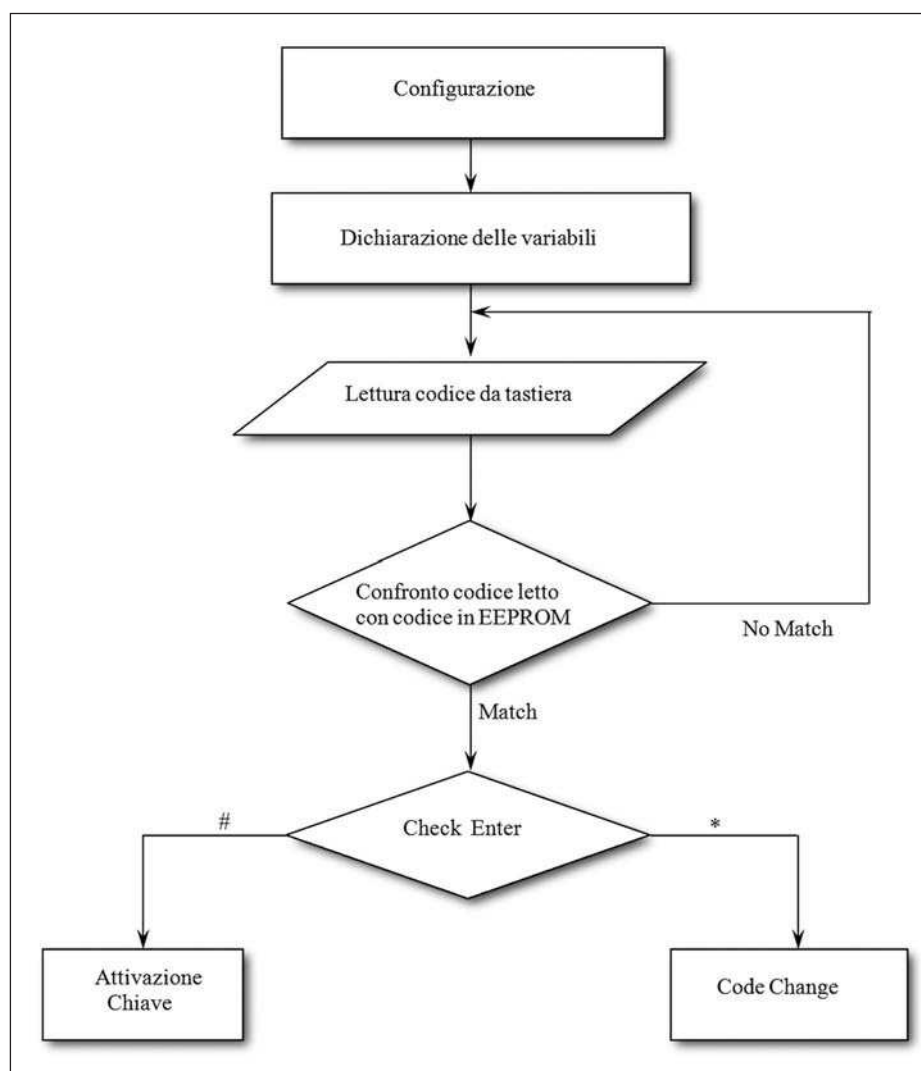 Configurazione
Dichiarazione delle variabili
Lettura codice da tastiera
Confronto codice letto
con codice in EEPROM
No Match
Match
Check Enter
#
*
Attivazione
Chiave
Code Change